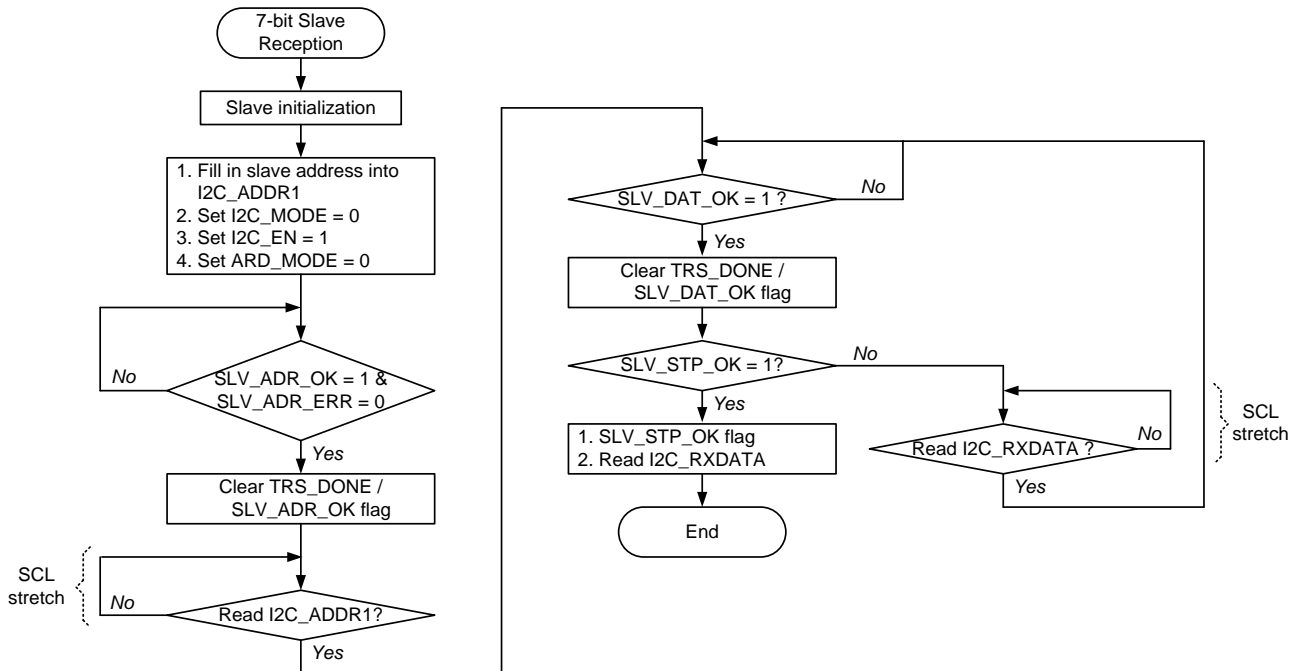 7-bit Slave
Reception
Slave initialization
1. Fill in slave address into
I2C_ADDR1
2. Set I2C_MODE = 0
3. Set I2C_EN = 1
4. Set ARD_MODE = 0
No
SLV_ADR_OK = 1 &
SLV_ADR_ERR = 0
Yes
Clear TRS_DONE /
SLV_ADR_OK flag
SCL
stretch
No
Read I2C_ADDR1?
Yes
SLV_DAT_OK = 1 ?
No
Yes
Clear TRS_DONE /
SLV_DAT_OK flag
SLV_STP_OK = 1?
No
Yes
1. SLV_STP_OK flag
2. Read I2C_RXDATA
End
Read I2C_RXDATA ?
No
Yes
SCL
stretch